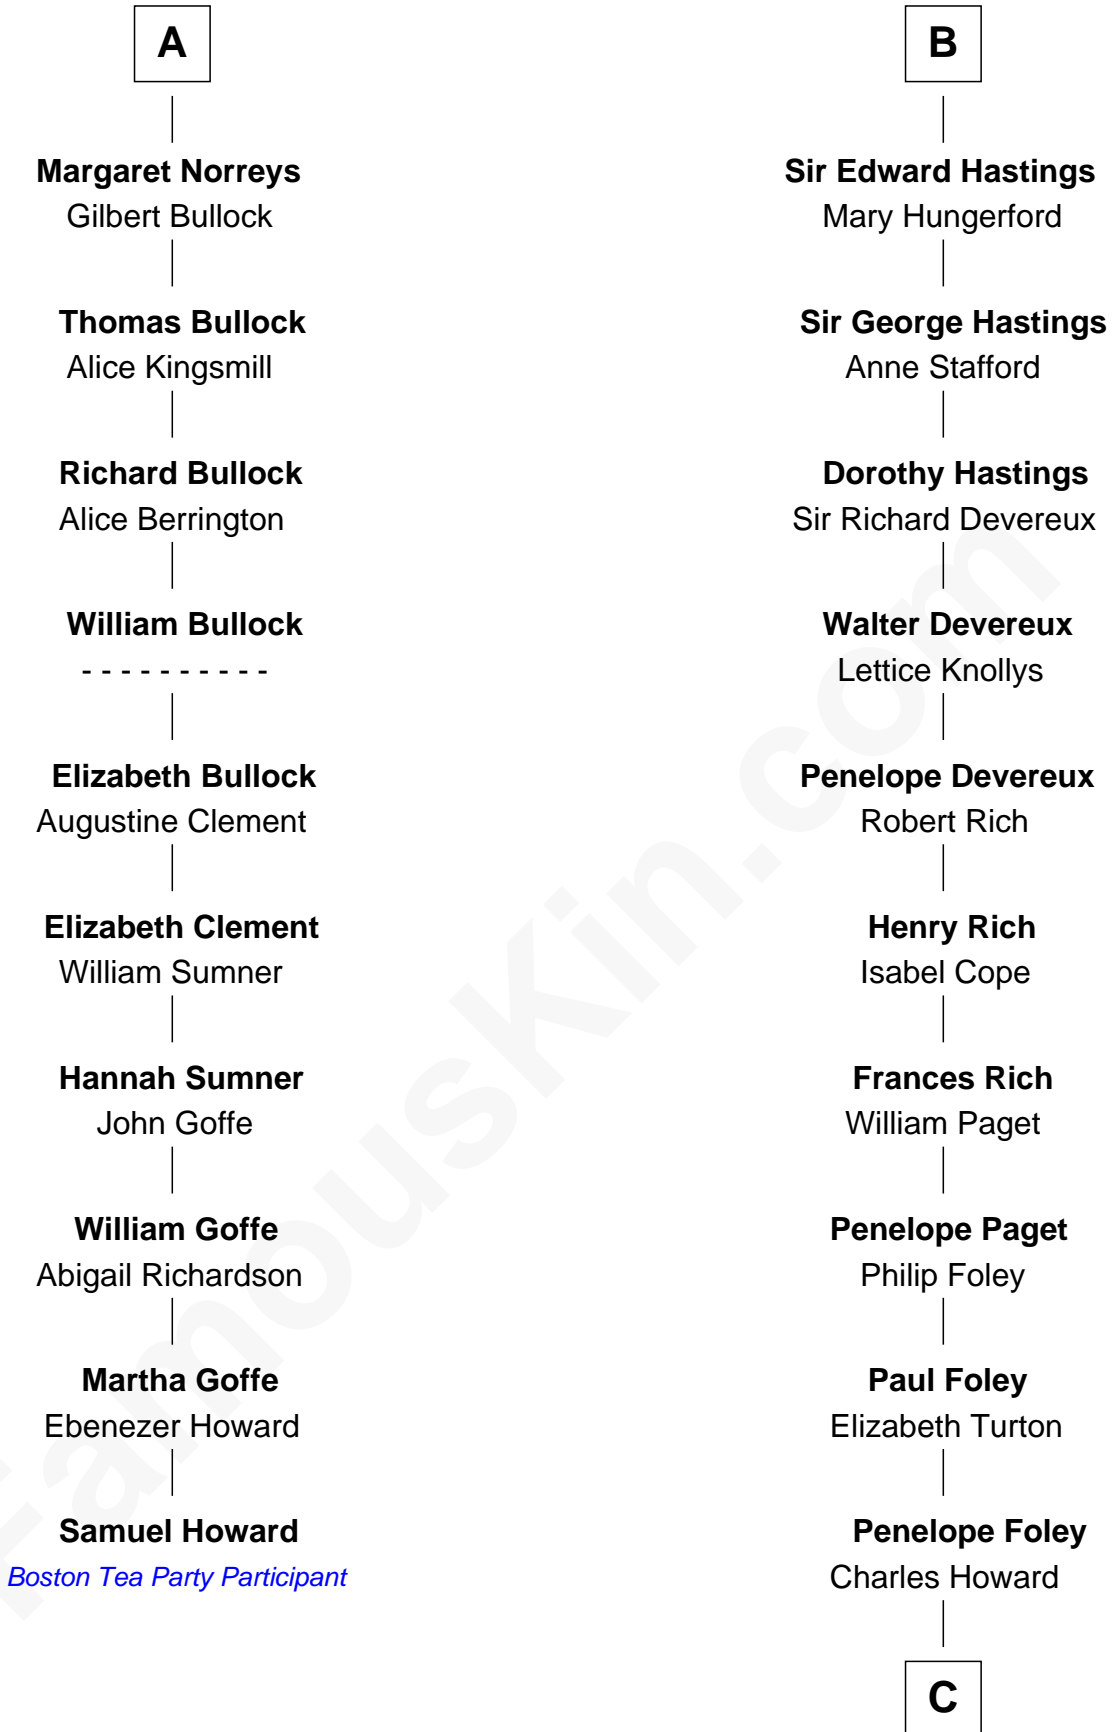 A
Margaret Norreys
Gilbert Bullock
Thomas Bullock
Alice Kingsmill
Richard Bullock
Alice Berrington
William Bullock
- - - - - - - - - -
Elizabeth Bullock
Augustine Clement
Elizabeth Clement
William Sumner
Hannah Sumner
John Goffe
William Goffe
Abigail Richardson
Martha Goffe
Ebenezer Howard
Samuel Howard
Boston Tea Party Participant
B
Sir Edward Hastings
Mary Hungerford
Sir George Hastings
Anne Stafford
Dorothy Hastings
Sir Richard Devereux
Walter Devereux
Lettice Knollys
Penelope Devereux
Robert Rich
Henry Rich
Isabel Cope
Frances Rich
William Paget
Penelope Paget
Philip Foley
Paul Foley
Elizabeth Turton
Penelope Foley
Charles Howard
C
FamousKin.com